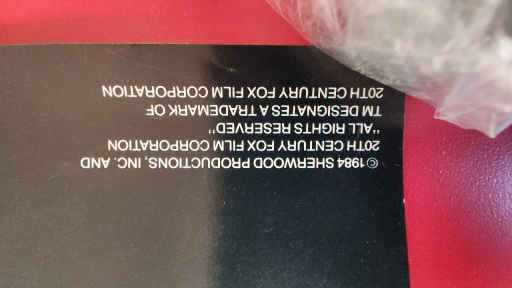 ©1984 SHERWOOD PRODUCTIONS, INC. AND
20TH CENTURY FOX FILM CORPORATION
"ALL RIGHTS RESERVED"
TM DESIGNATES A TRADEMARK OF
20TH CENTURY FOX FILM CORPORATION